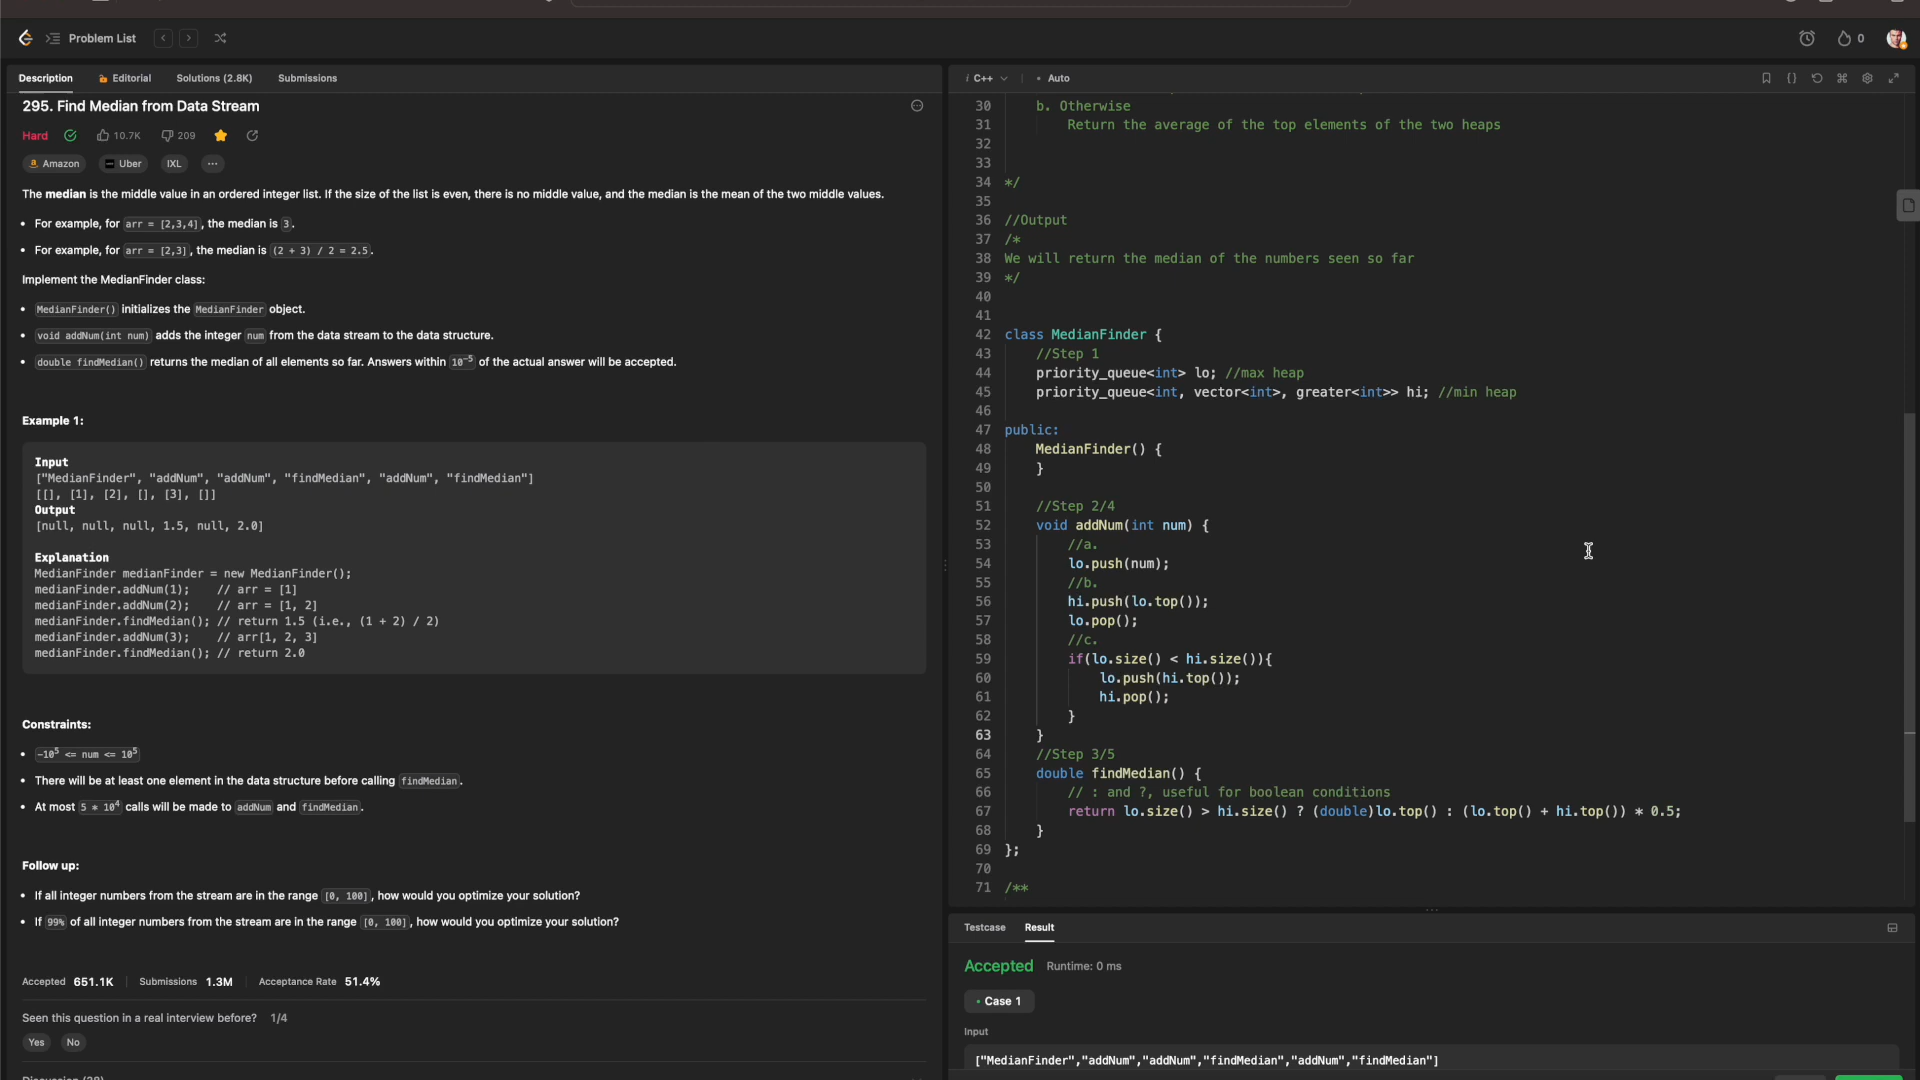 Problem List
0
Description
Editorial
Solutions (2.8K)
Submissions
295. Find Median from Data Stream
Hard
10.7K
209
Amazon
Uber
IXL
The median is the middle value in an ordered integer list. If the size of the list is even, there is no middle value, and the median is the mean of the two middle values.
• For example, for arr = [2,3,4], the median is 3.
• For example, for arr = [2,3], the median is (2 + 3) / 2 = 2.5.
Implement the MedianFinder class:
• MedianFinder() initializes the MedianFinder object.
• void addNum(int num) adds the integer num from the data stream to the data structure.
• double findMedian() returns the median of all elements so far. Answers within 10⁻⁵ of the actual answer will be accepted.
Example 1:
Input
["MedianFinder", "addNum", "addNum", "findMedian", "addNum", "findMedian"]
[[], [1], [2], [], [3], []]
Output
[null, null, null, 1.5, null, 2.0]
Explanation
MedianFinder medianFinder = new MedianFinder();
medianFinder.addNum(1);    // arr = [1]
medianFinder.addNum(2);    // arr = [1, 2]
medianFinder.findMedian(); // return 1.5 (i.e., (1 + 2) / 2)
medianFinder.addNum(3);    // arr[1, 2, 3]
medianFinder.findMedian(); // return 2.0
Constraints:
• -10⁵ <= num <= 10⁵
• There will be at least one element in the data structure before calling findMedian.
• At most 5 * 10⁴ calls will be made to addNum and findMedian.
Follow up:
• If all integer numbers from the stream are in the range [0, 100], how would you optimize your solution?
• If 99% of all integer numbers from the stream are in the range [0, 100], how would you optimize your solution?
Accepted 651.1K
Submissions 1.3M
Acceptance Rate 51.4%
Seen this question in a real interview before? 1/4
Yes
No
i C++
• Auto
30 b. Otherwise
31 Return the average of the top elements of the two heaps
32
33
34 */
35
36 //Output
37 /*
38 We will return the median of the numbers seen so far
39 */
40
41
42 class MedianFinder {
43 //Step 1
44 priority_queue<int> lo; //max heap
45 priority_queue<int, vector<int>, greater<int>> hi; //min heap
46
47 public:
48 MedianFinder() {
49 }
50
51 //Step 2/4
52 void addNum(int num) {
53 //a.
54 lo.push(num);
55 //b.
56 hi.push(lo.top());
57 lo.pop();
58 //c.
59 if(lo.size() < hi.size()){
60 lo.push(hi.top());
61 hi.pop();
62 }
63 }
64 //Step 3/5
65 double findMedian() {
66 // : and ?, useful for boolean conditions
67 return lo.size() > hi.size() ? (double)lo.top() : (lo.top() + hi.top()) * 0.5;
68 }
69 };
70
71 /**
Testcase
Result
Accepted
Runtime: 0 ms
• Case 1
Input
["MedianFinder","addNum","addNum","findMedian","addNum","findMedian"]